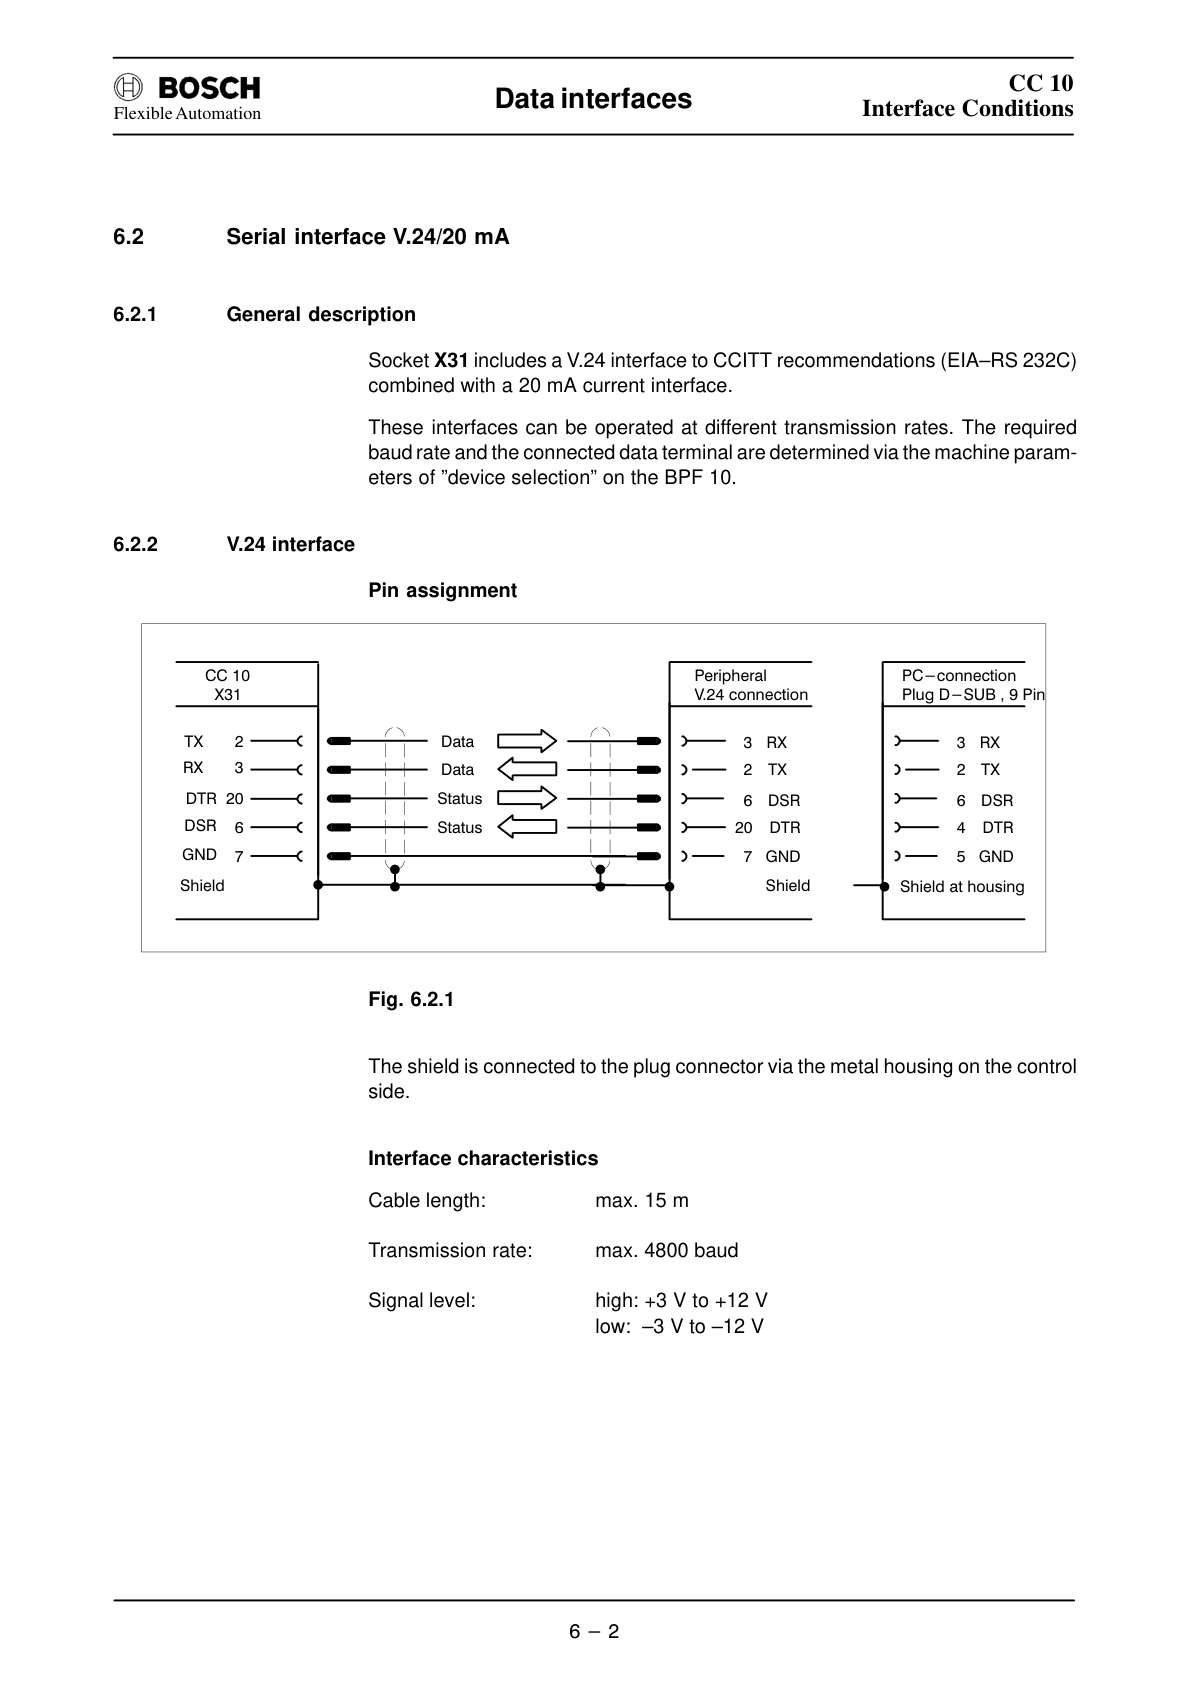 BOSCH
Flexible Automation
Data interfaces
CC 10
Interface Conditions
6.2 Serial interface V.24/20 mA
6.2.1 General description
Socket X31 includes a V.24 interface to CCITT recommendations (EIA–RS 232C)
combined with a 20 mA current interface.
These interfaces can be operated at different transmission rates. The required
baud rate and the connected data terminal are determined via the machine param-
eters of ”device selection” on the BPF 10.
6.2.2 V.24 interface
Pin assignment
CC 10
X31
Peripheral
V.24 connection
PC–connection
Plug D–SUB , 9 Pin
TX 2 Data 3 RX 3 RX
RX 3 Data 2 TX 2 TX
DTR 20 Status 6 DSR 6 DSR
DSR 6 Status 20 DTR 4 DTR
GND 7 7 GND 5 GND
Shield Shield Shield at housing
Fig. 6.2.1
The shield is connected to the plug connector via the metal housing on the control
side.
Interface characteristics
Cable length: max. 15 m
Transmission rate: max. 4800 baud
Signal level: high: +3 V to +12 V
low: –3 V to –12 V
6 – 2